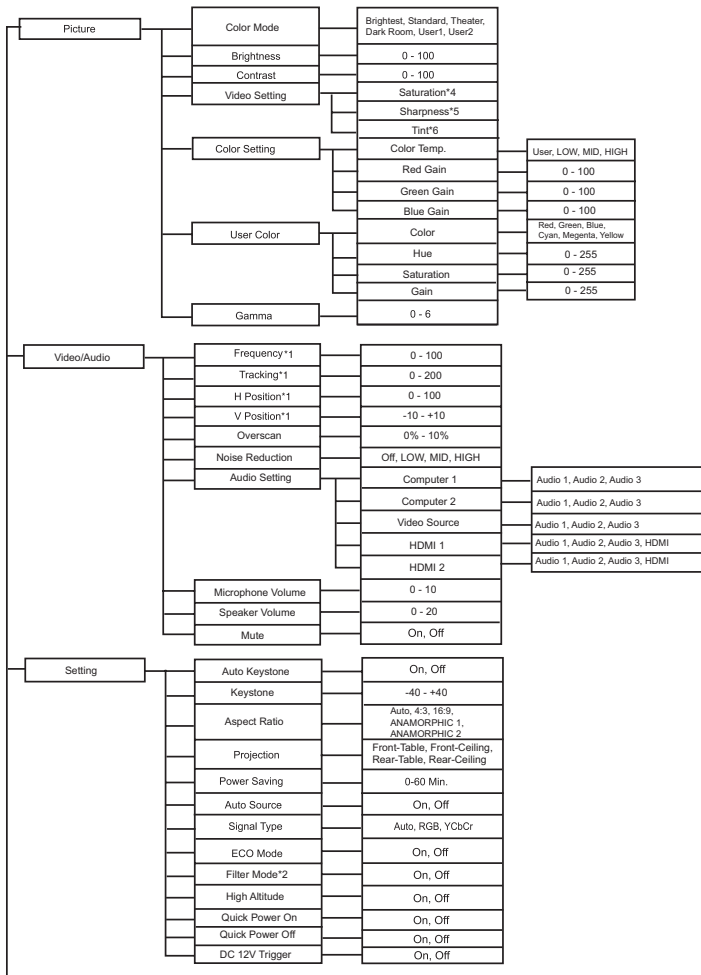 Picture
Color Mode
Brightest, Standard, Theater,
Dark Room, User1, User2
Brightness
0 - 100
Contrast
0 - 100
Video Setting
Saturation*4
Sharpness*5
Tint*6
Color Setting
Color Temp.
User, LOW, MID, HIGH
Red Gain
0 - 100
Green Gain
0 - 100
Blue Gain
0 - 100
User Color
Color
Red, Green, Blue,
Cyan, Megenta, Yellow
Hue
0 - 255
Saturation
0 - 255
Gain
0 - 255
Gamma
0 - 6
Video/Audio
Frequency*1
0 - 100
Tracking*1
0 - 200
H Position*1
0 - 100
V Position*1
-10 - +10
Overscan
0% - 10%
Noise Reduction
Off, LOW, MID, HIGH
Audio Setting
Computer 1
Audio 1, Audio 2, Audio 3
Computer 2
Audio 1, Audio 2, Audio 3
Video Source
Audio 1, Audio 2, Audio 3
HDMI 1
Audio 1, Audio 2, Audio 3, HDMI
HDMI 2
Audio 1, Audio 2, Audio 3, HDMI
Microphone Volume
0 - 10
Speaker Volume
0 - 20
Mute
On, Off
Setting
Auto Keystone
On, Off
Keystone
-40 - +40
Aspect Ratio
Auto, 4:3, 16:9,
ANAMORPHIC 1,
ANAMORPHIC 2
Projection
Front-Table, Front-Ceiling,
Rear-Table, Rear-Ceiling
Power Saving
0-60 Min.
Auto Source
On, Off
Signal Type
Auto, RGB, YCbCr
ECO Mode
On, Off
Filter Mode*2
On, Off
High Altitude
On, Off
Quick Power On
On, Off
Quick Power Off
On, Off
DC 12V Trigger
On, Off